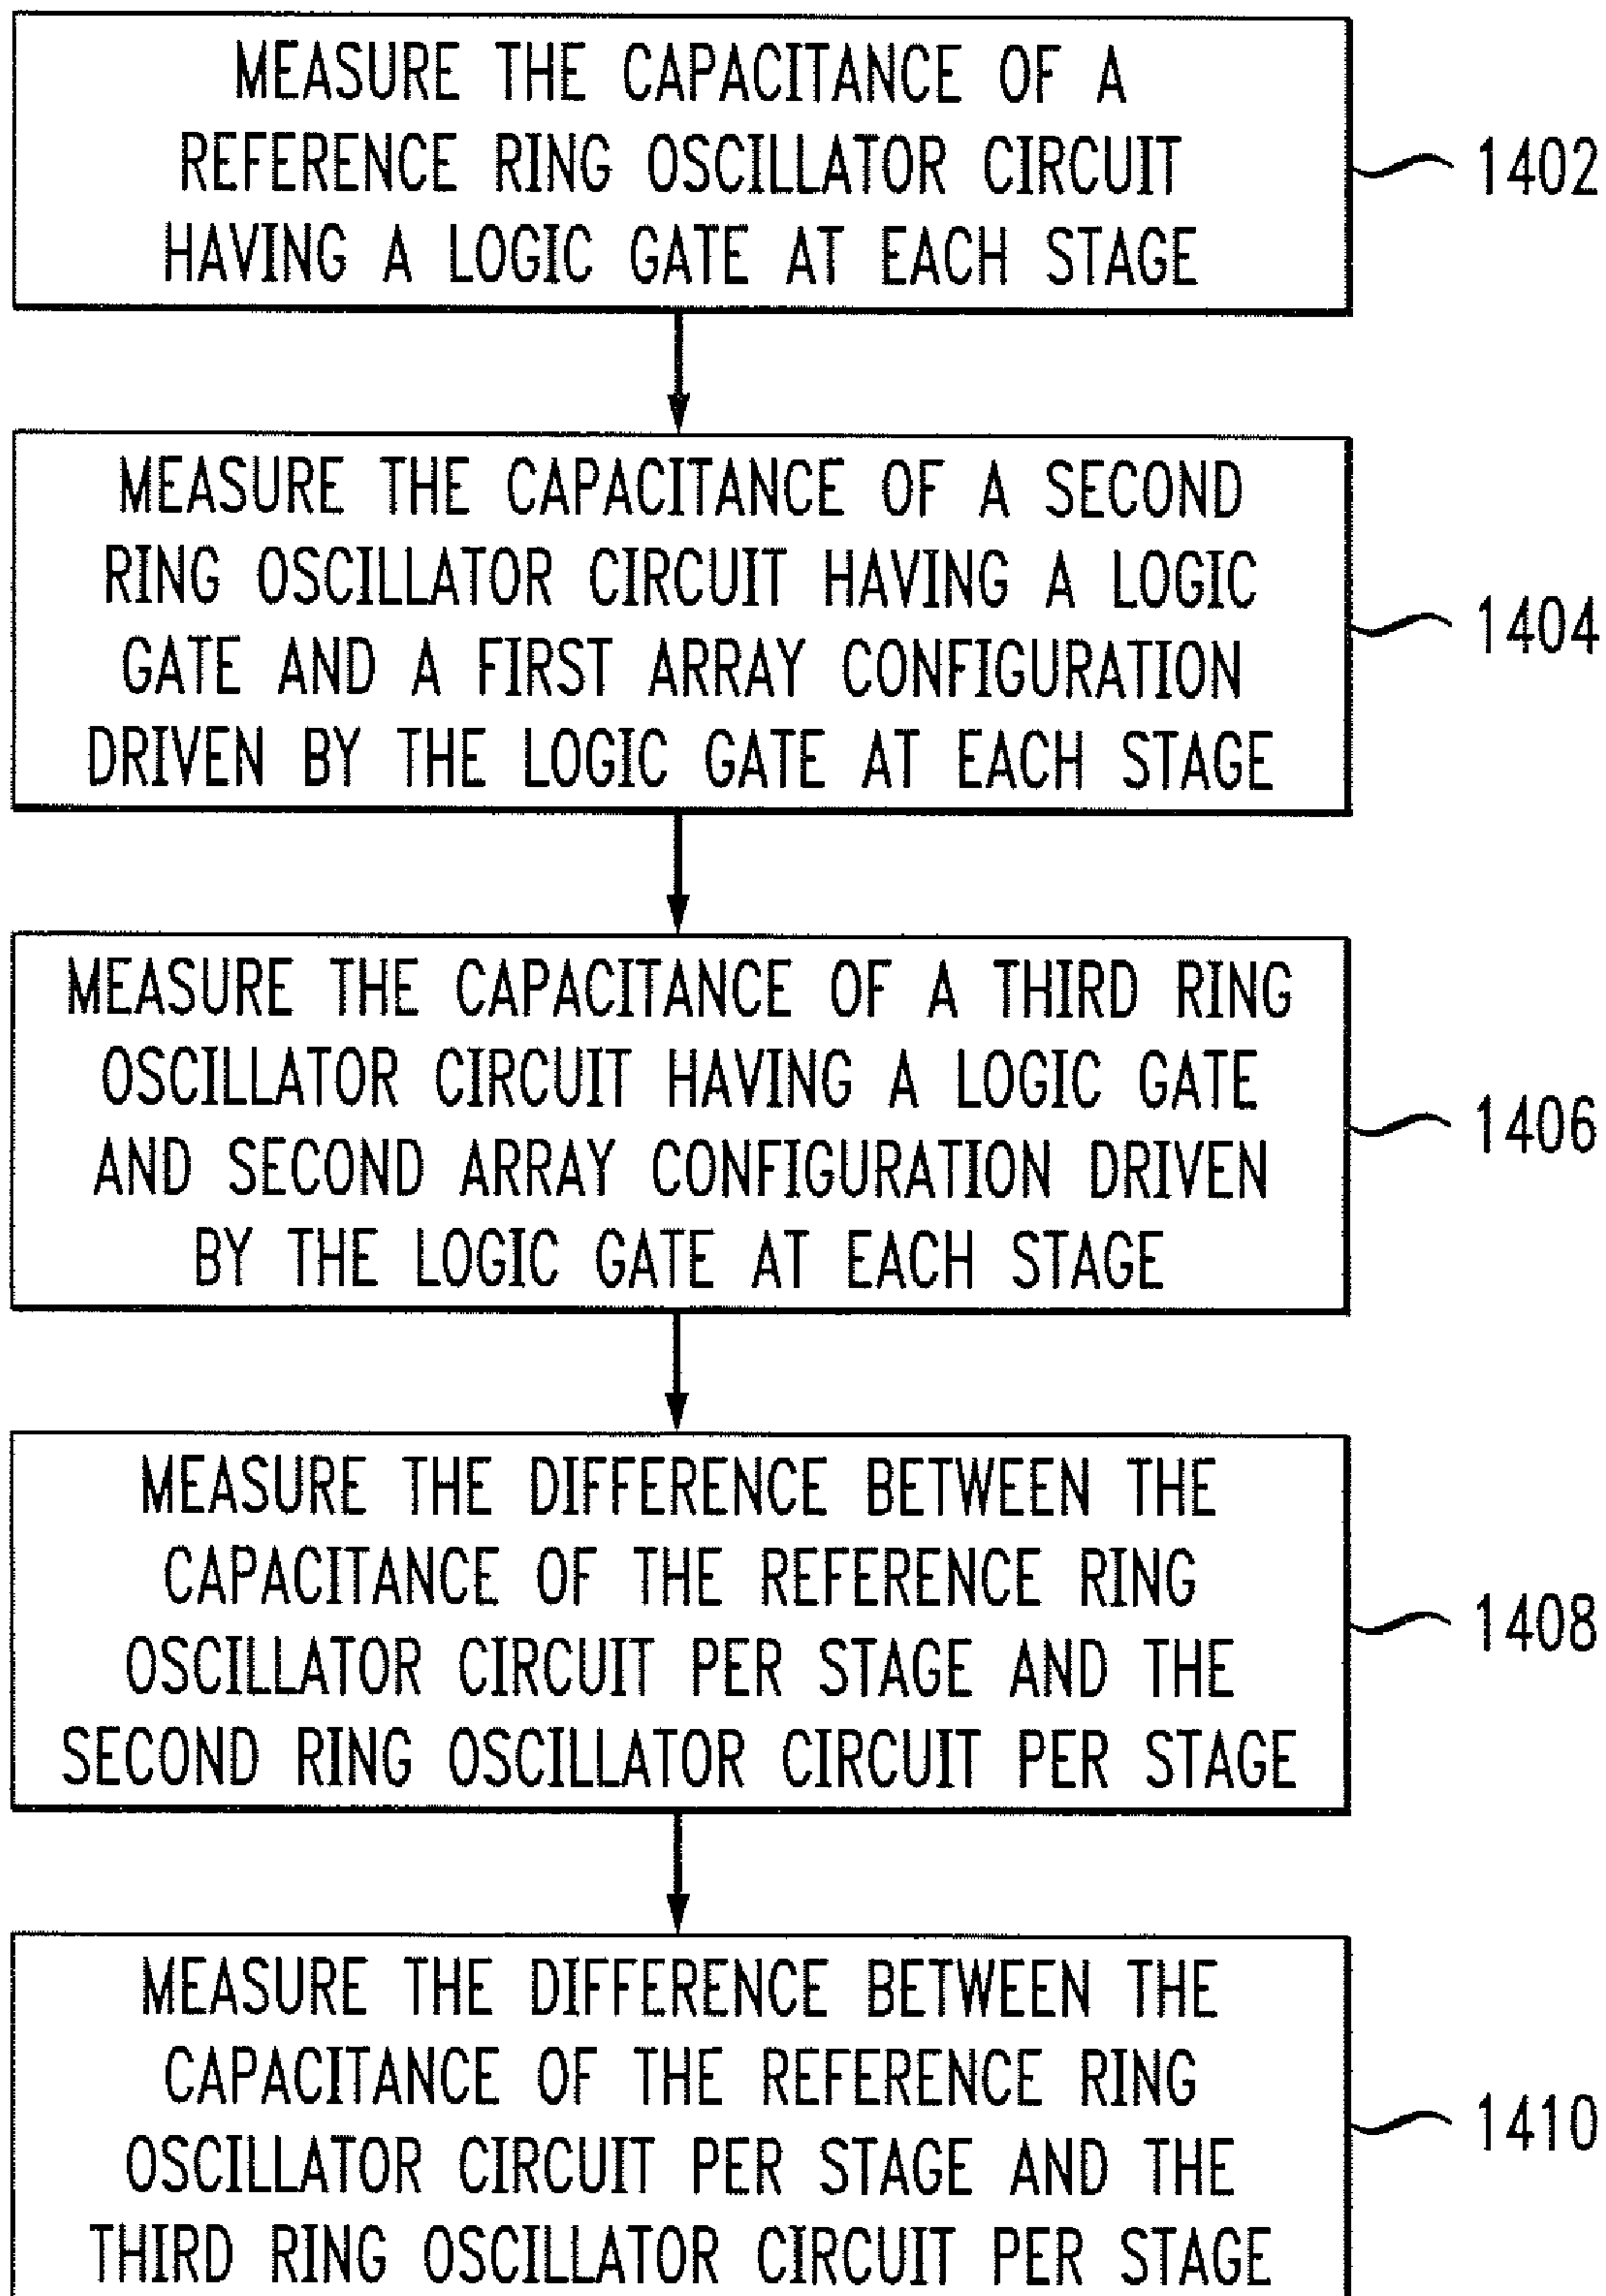 MEASURE THE CAPACITANCE OF A
REFERENCE RING OSCILLATOR CIRCUIT
HAVING A LOGIC GATE AT EACH STAGE
1402
MEASURE THE CAPACITANCE OF A SECOND
RING OSCILLATOR CIRCUIT HAVING A LOGIC
GATE AND A FIRST ARRAY CONFIGURATION
DRIVEN BY THE LOGIC GATE AT EACH STAGE
1404
MEASURE THE CAPACITANCE OF A THIRD RING
OSCILLATOR CIRCUIT HAVING A LOGIC GATE
AND SECOND ARRAY CONFIGURATION DRIVEN
BY THE LOGIC GATE AT EACH STAGE
1406
MEASURE THE DIFFERENCE BETWEEN THE
CAPACITANCE OF THE REFERENCE RING
OSCILLATOR CIRCUIT PER STAGE AND THE
SECOND RING OSCILLATOR CIRCUIT PER STAGE
1408
MEASURE THE DIFFERENCE BETWEEN THE
CAPACITANCE OF THE REFERENCE RING
OSCILLATOR CIRCUIT PER STAGE AND THE
THIRD RING OSCILLATOR CIRCUIT PER STAGE
1410